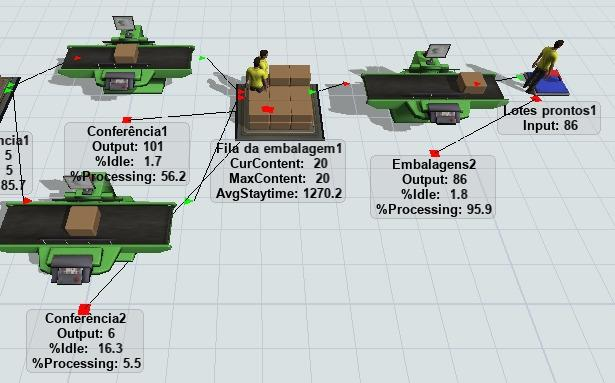 ncia1
5
5
85.7
Conferência1
Output: 101
%Idle: 1.7
%Processing: 56.2
Fila da embalagem1
CurContent: 20
MaxContent: 20
AvgStaytime: 1270.2
Embalagens2
Output: 86
%Idle: 1.8
%Processing: 95.9
Lotes prontos1
Input: 86
Conferência2
Output: 6
%Idle: 16.3
%Processing: 5.5